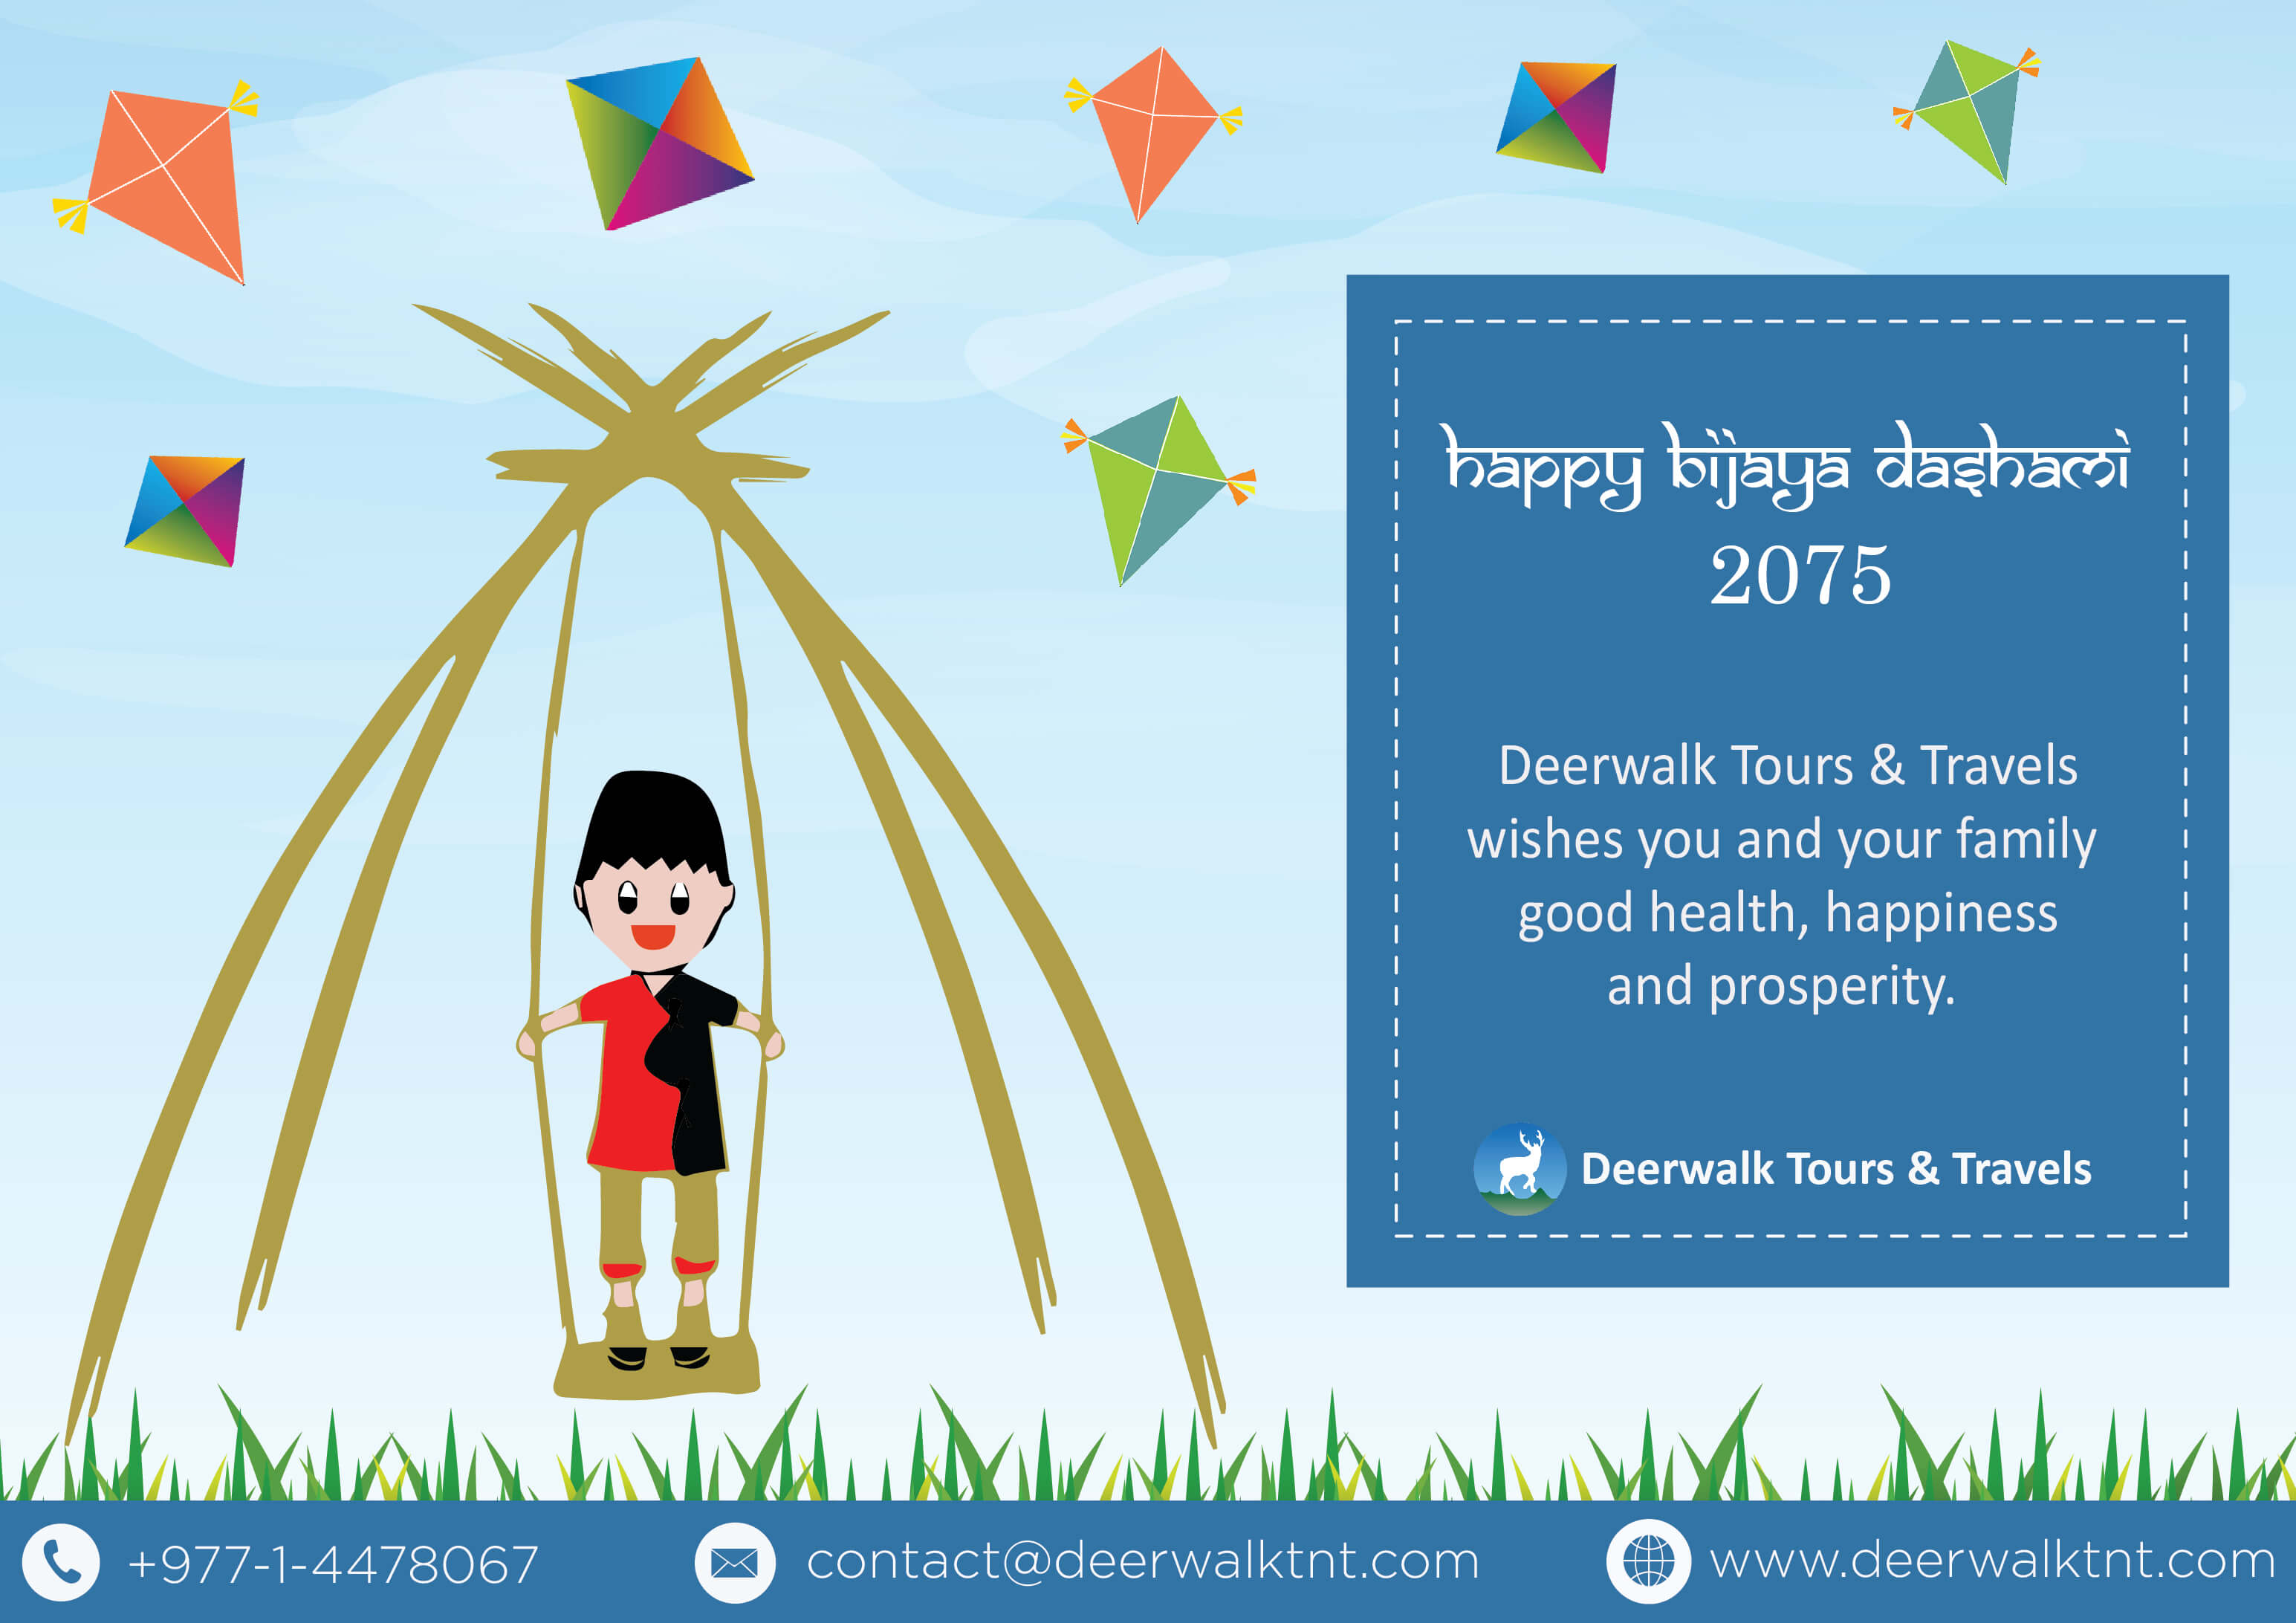 happy bijaya dashami
2075
Deerwalk Tours & Travels
wishes you and your family
good health, happiness
and prosperity.
Deerwalk Tours & Travels
+977-1-4478067
contact@deerwalktnt.com
www.deerwalktnt.com